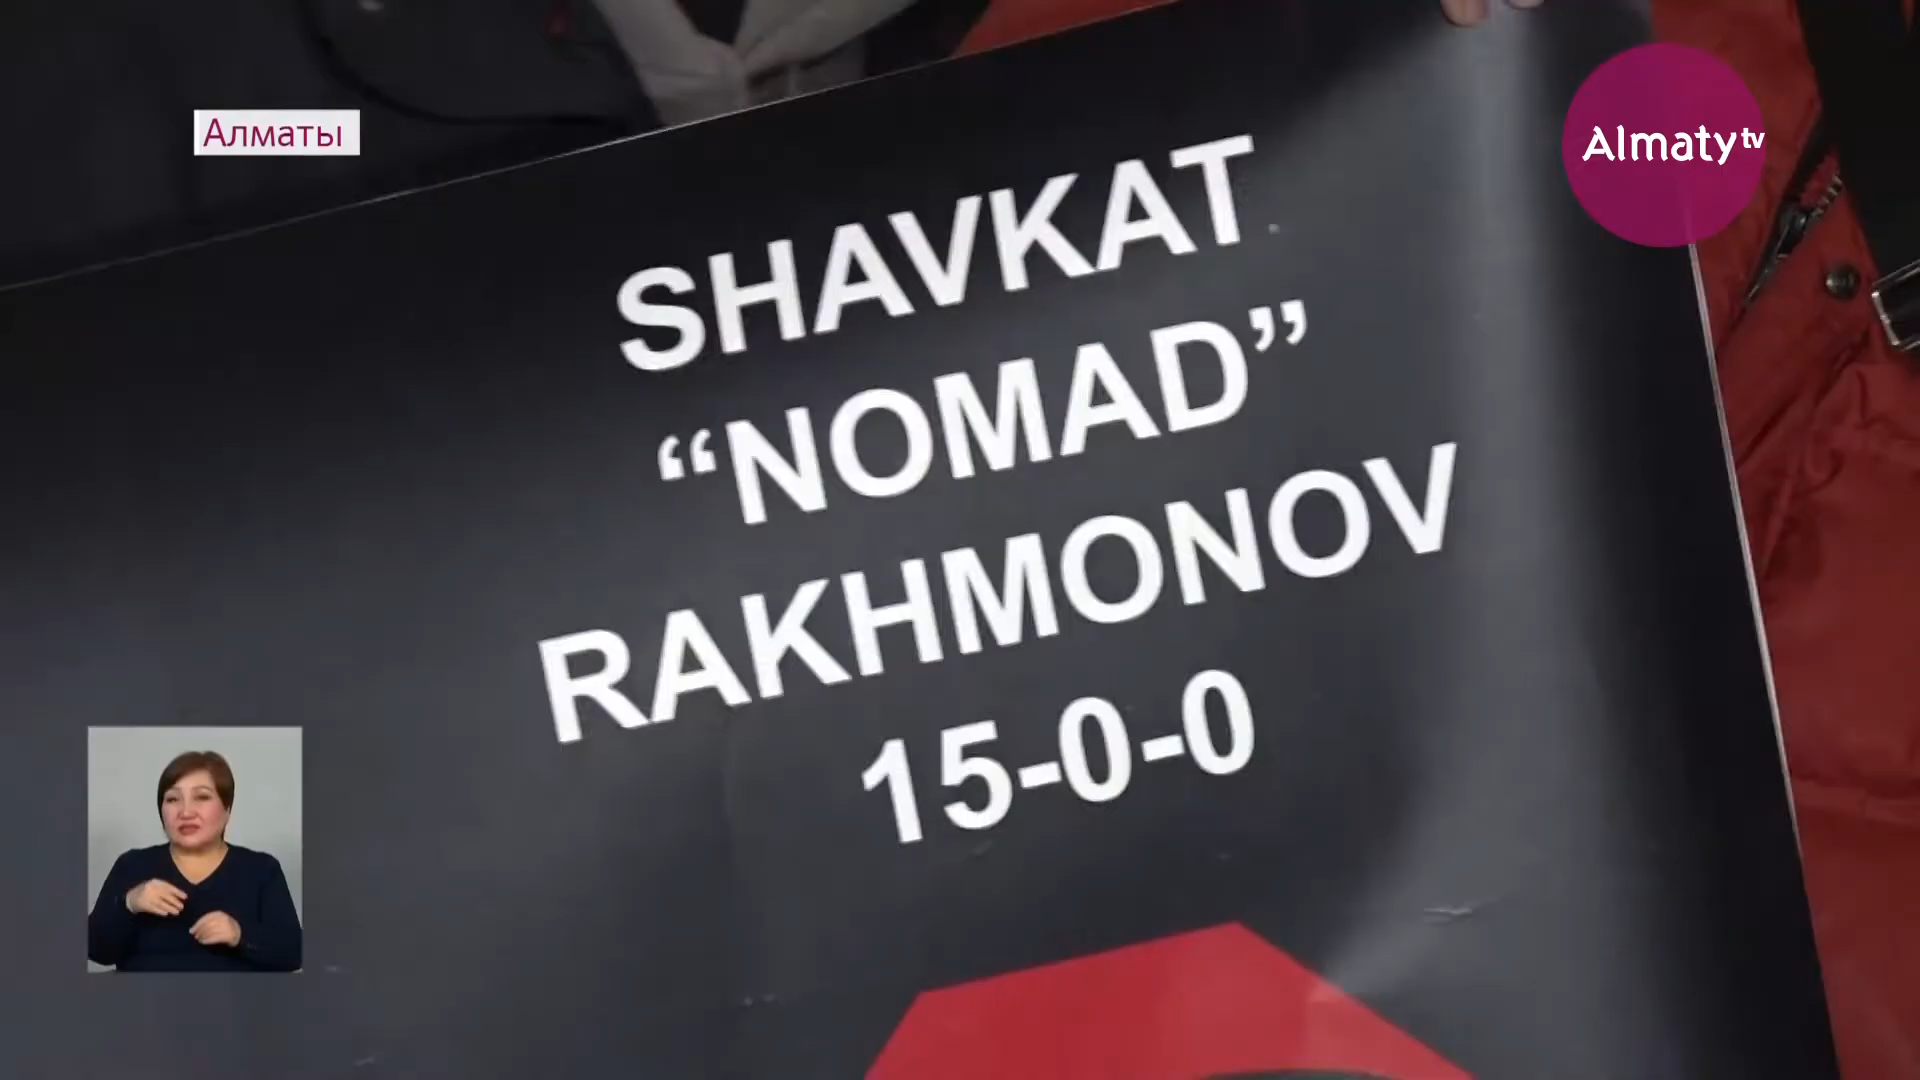 Алматы
Almaty tv
SHAVKAT
“NOMAD”
RAKHMONOV
15-0-0